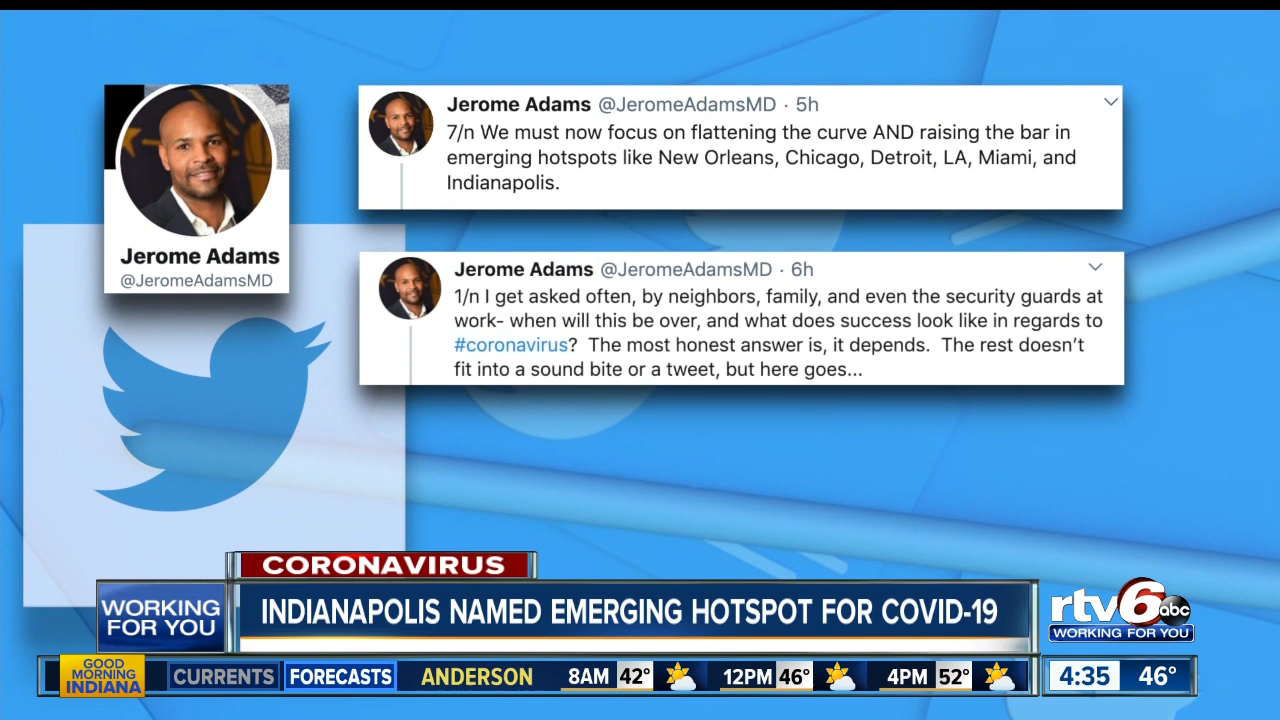 Jerome Adams
@JeromeAdamsMD
Jerome Adams @JeromeAdamsMD · 5h
7/n We must now focus on flattening the curve AND raising the bar in
emerging hotspots like New Orleans, Chicago, Detroit, LA, Miami, and
Indianapolis.
Jerome Adams @JeromeAdamsMD · 6h
1/n I get asked often, by neighbors, family, and even the security guards at
work- when will this be over, and what does success look like in regards to
#coronavirus?  The most honest answer is, it depends.  The rest doesn't
fit into a sound bite or a tweet, but here goes...
CORONAVIRUS
WORKING
FOR YOU
INDIANAPOLIS NAMED EMERGING HOTSPOT FOR COVID-19
rtv6 abc
WORKING FOR YOU
GOOD
MORNING
INDIANA
CURRENTS FORECASTS ANDERSON 8AM 42° 12PM 46° 4PM 52° 4:35 46°